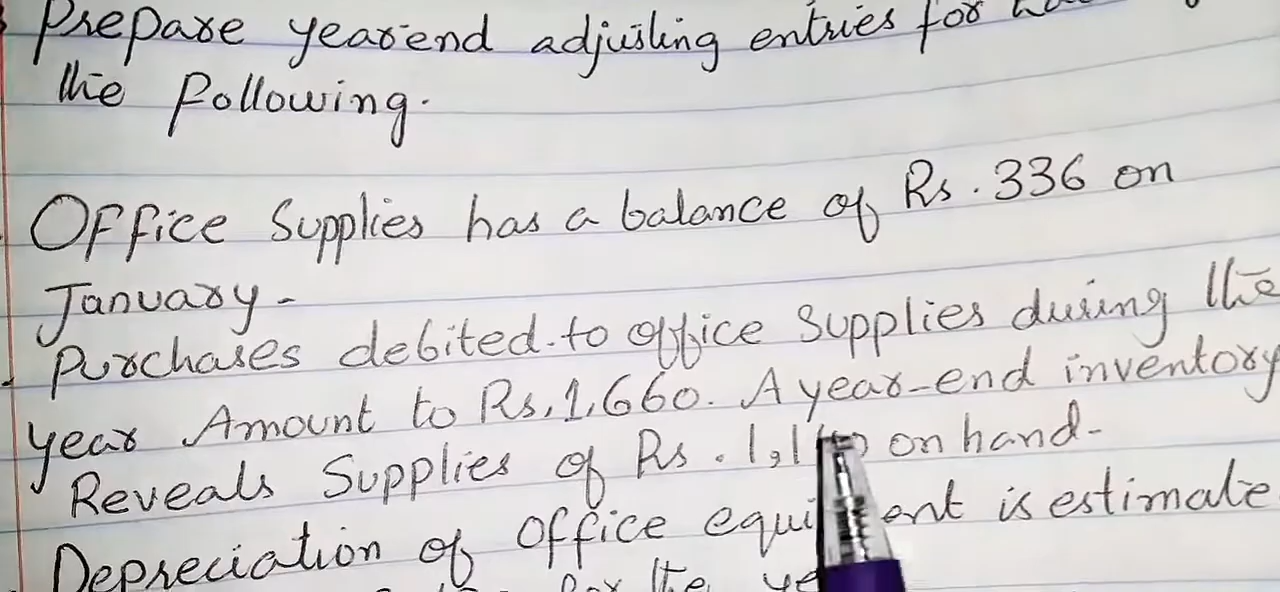 Prepare yearend adjusting entries for
the following.
Office Supplies has a balance of Rs. 336 on
January-
Purchases debited to office Supplies during the
year Amount to Rs, 1,660. A year-end inventory
Reveals Supplies of Rs. on hand-
Depreciation of office is estimate
the